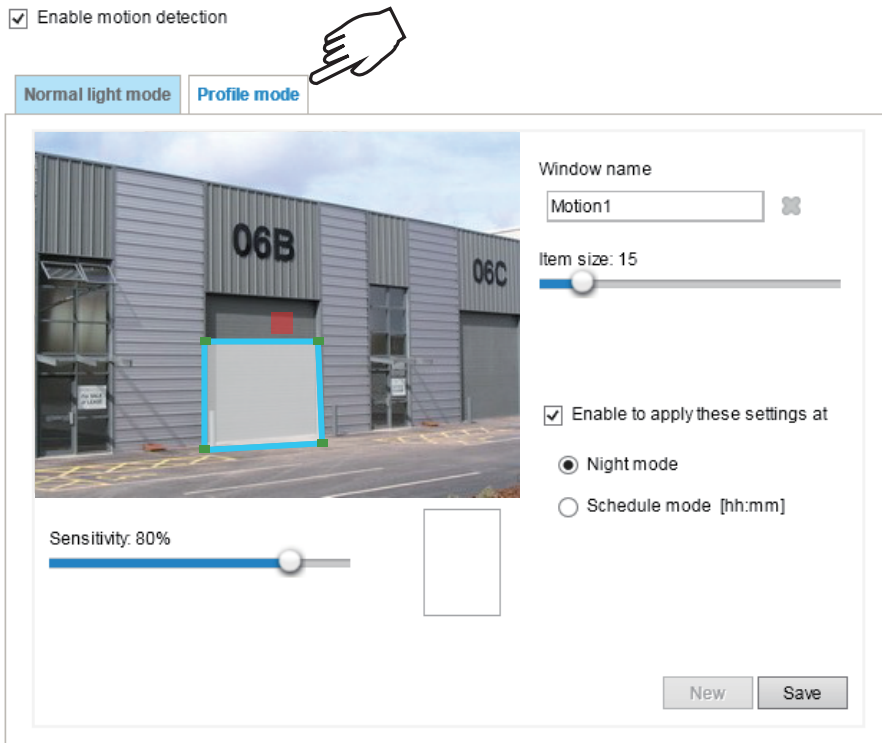 Enable motion detection
Normal light mode
Profile mode
06B
06C
Window name
Motion1
Item size: 15
Enable to apply these settings at
Night mode
Schedule mode [hh:mm]
Sensitivity: 80%
New
Save